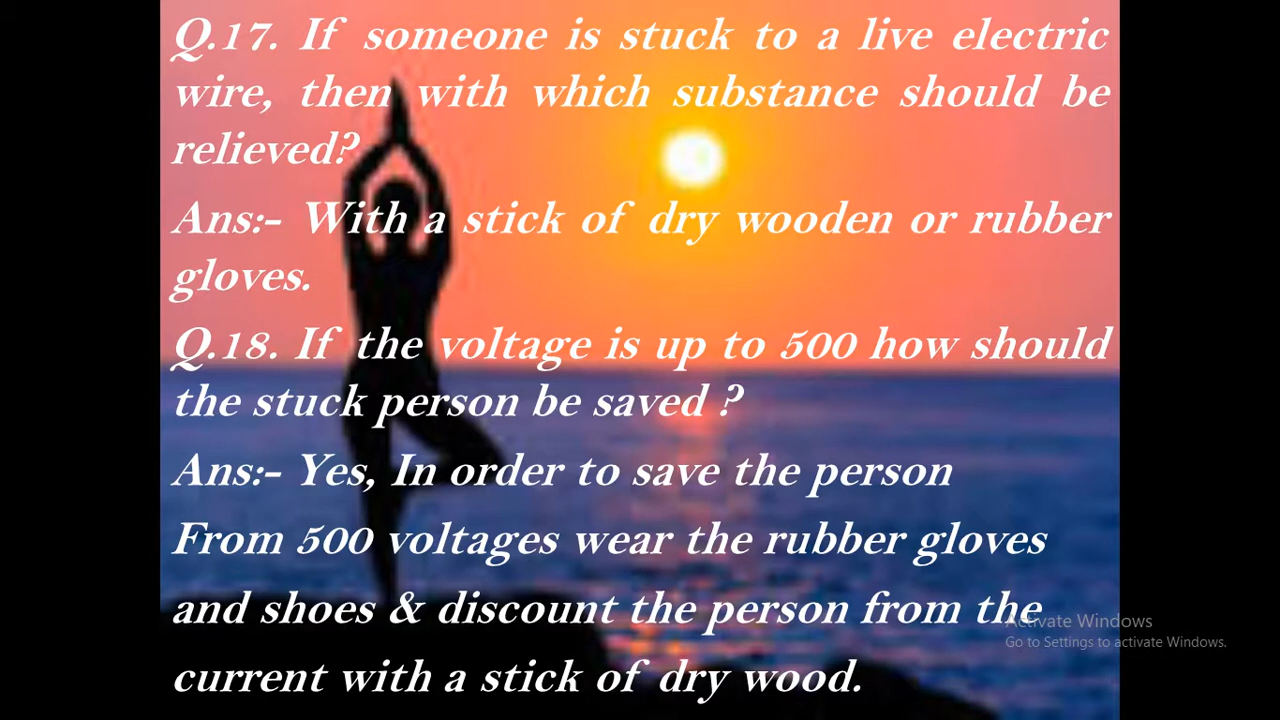 Q.17. If someone is stuck to a live electric
wire, then with which substance should be
relieved?
Ans:- With a stick of dry wooden or rubber
gloves.
Q.18. If the voltage is up to 500 how should
the stuck person be saved ?
Ans:- Yes, In order to save the person
From 500 voltages wear the rubber gloves
and shoes & discount the person from the
current with a stick of dry wood.
Activate Windows
Go to Settings to activate Windows.